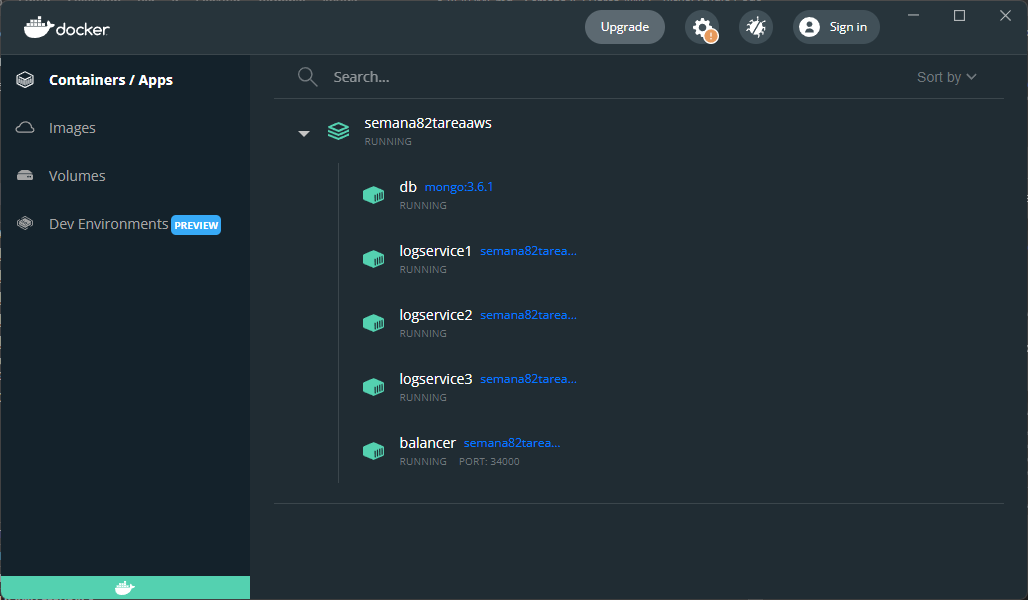 docker
Upgrade
Sign in
Containers / Apps
Images
Volumes
Dev Environments PREVIEW
Search...
Sort by
semana82tareaaws
RUNNING
db mongo:3.6.1
RUNNING
logservice1 semana82tarea...
RUNNING
logservice2 semana82tarea...
RUNNING
logservice3 semana82tarea...
RUNNING
balancer semana82tarea...
RUNNING PORT: 34000